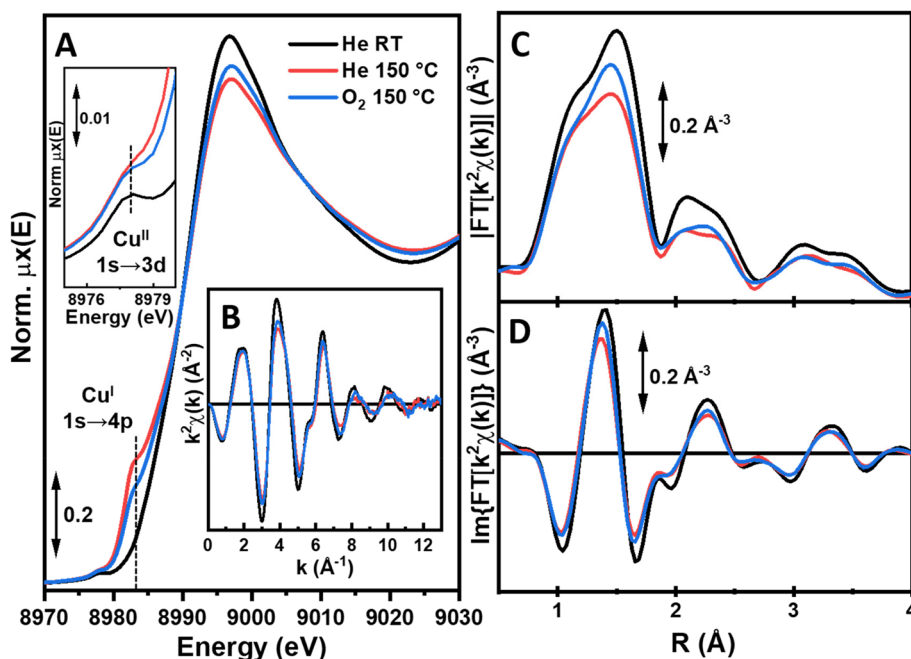 A
He RT
He 150 °C
O₂ 150 °C
Norm μx(E)
0.01
Cuᴵᴵ
1s→3d
8976
8979
Energy (eV)
Norm. μx(E)
Cuᴵ
1s→4p
0.2
B
k²χ(k) (Å⁻²)
0
2
4
6
8
10
12
k (Å⁻¹)
8970
8980
8990
9000
9010
9020
9030
Energy (eV)
C
|FT[k²χ(k)]| (Å⁻³)
0.2 Å⁻³
D
Im{FT[k²χ(k)]} (Å⁻³)
0.2 Å⁻³
1
2
3
4
R (Å)